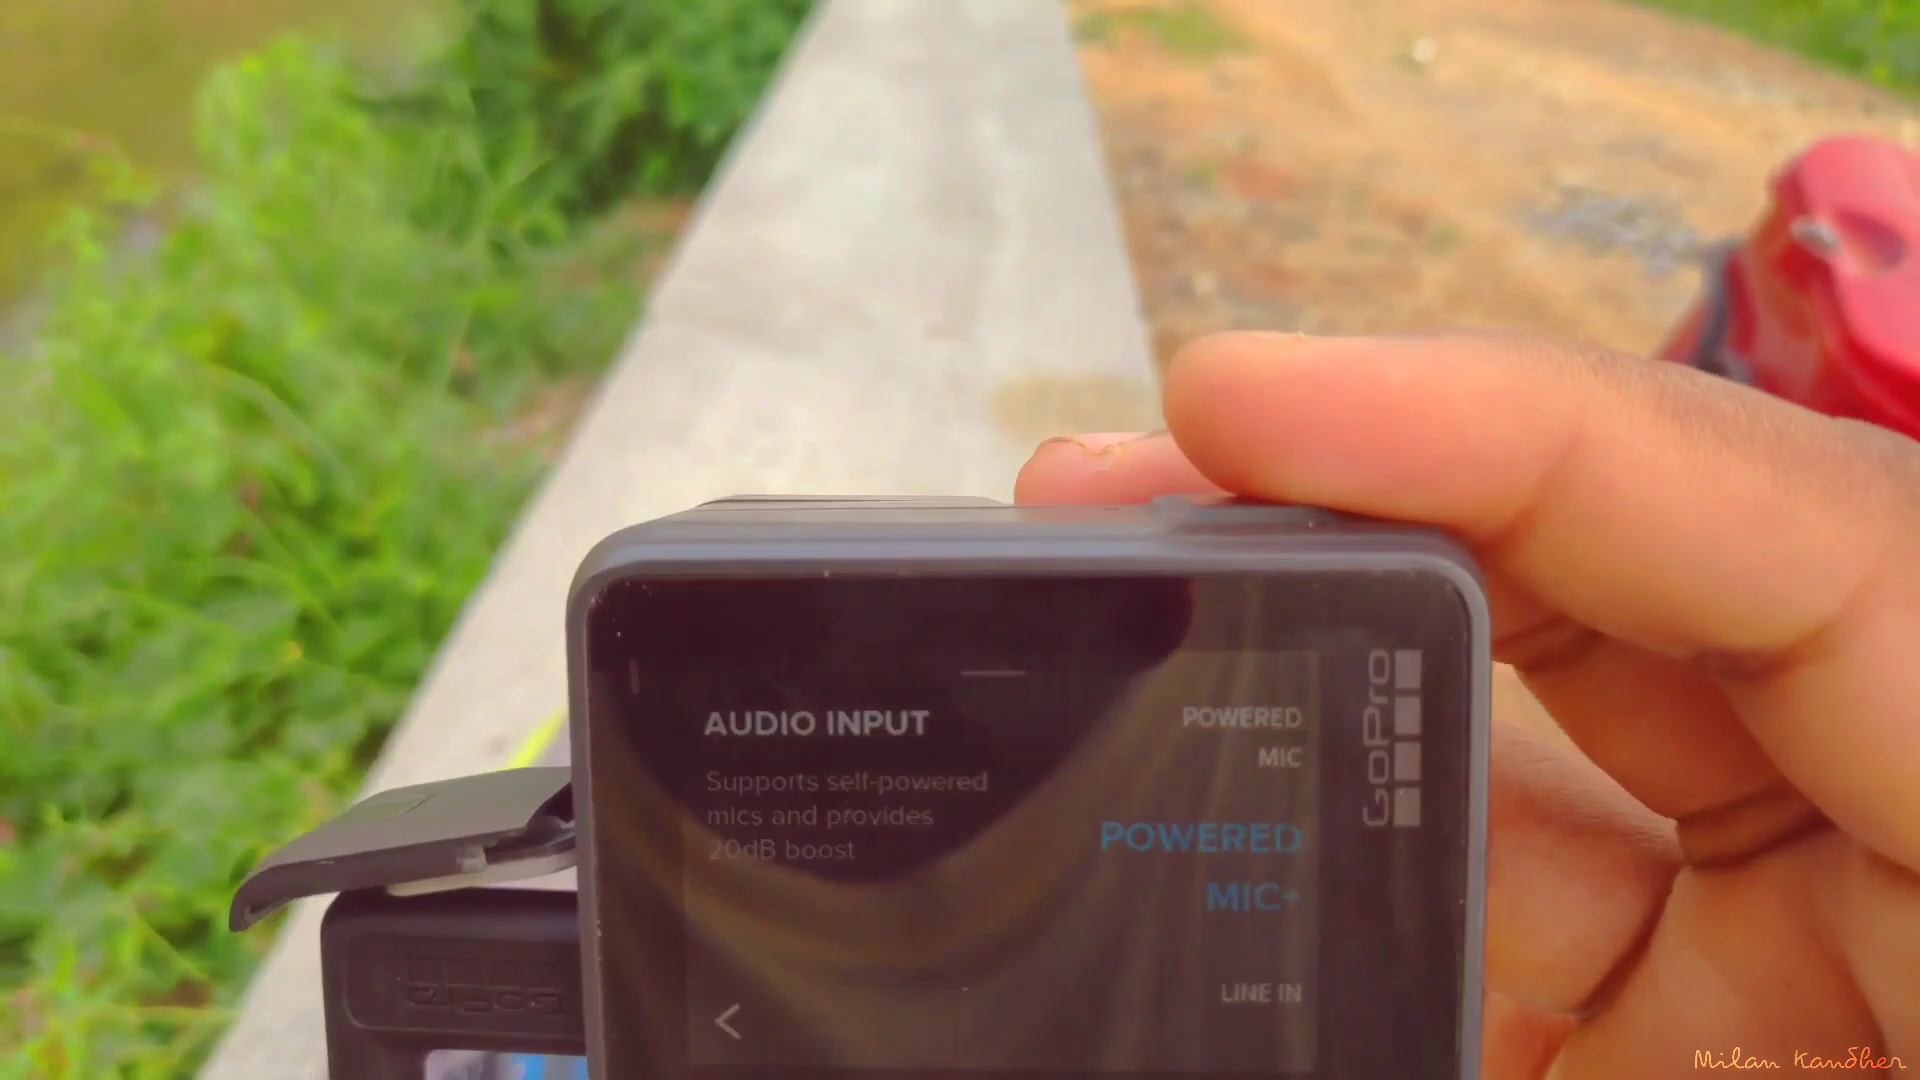 AUDIO INPUT
Supports self-powered
mics and provides
20dB boost
POWERED
MIC
POWERED
MIC+
LINE IN
GoPro
GoPro
Milan Kandher